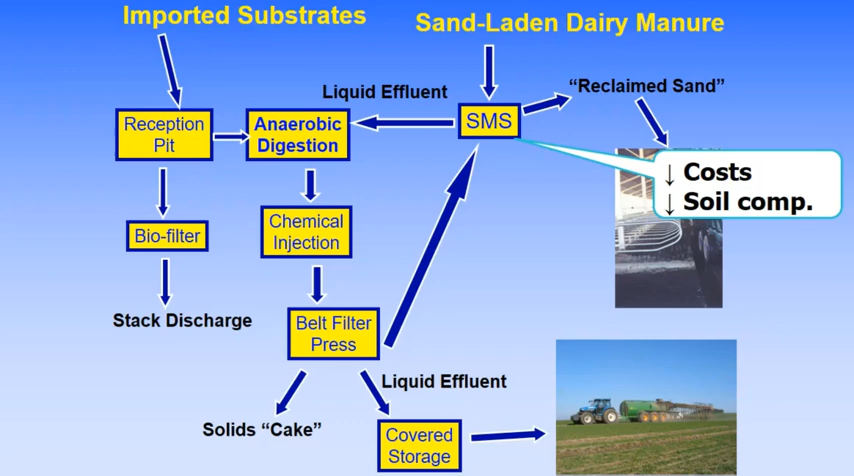 Imported Substrates
Sand-Laden Dairy Manure
Liquid Effluent
“Reclaimed Sand”
Reception
Pit
Anaerobic
Digestion
SMS
↓ Costs
↓ Soil comp.
Bio-filter
Chemical
Injection
Stack Discharge
Belt Filter
Press
Liquid Effluent
Solids “Cake”
Covered
Storage